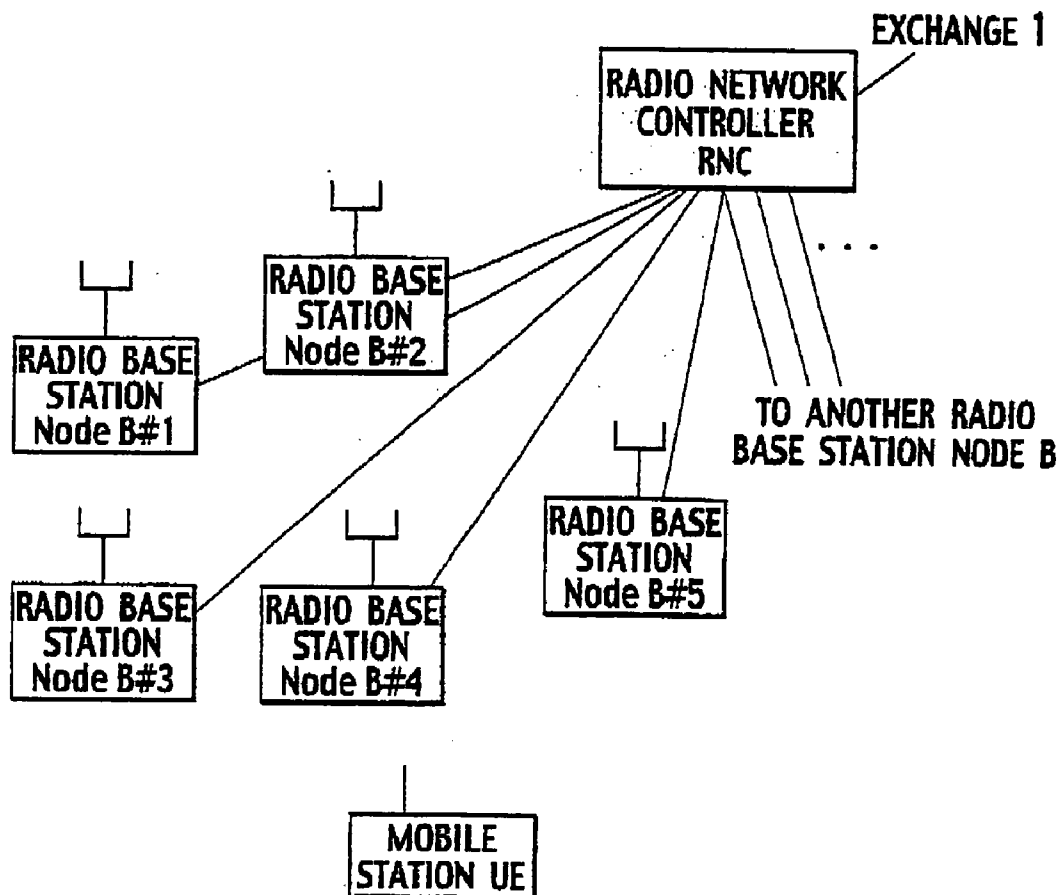 EXCHANGE 1
RADIO NETWORK
CONTROLLER
RNC
RADIO BASE
STATION
Node B#2
RADIO BASE
STATION
Node B#1
. . .
TO ANOTHER RADIO
BASE STATION NODE B
RADIO BASE
STATION
Node B#5
RADIO BASE
STATION
Node B#3
RADIO BASE
STATION
Node B#4
MOBILE
STATION UE